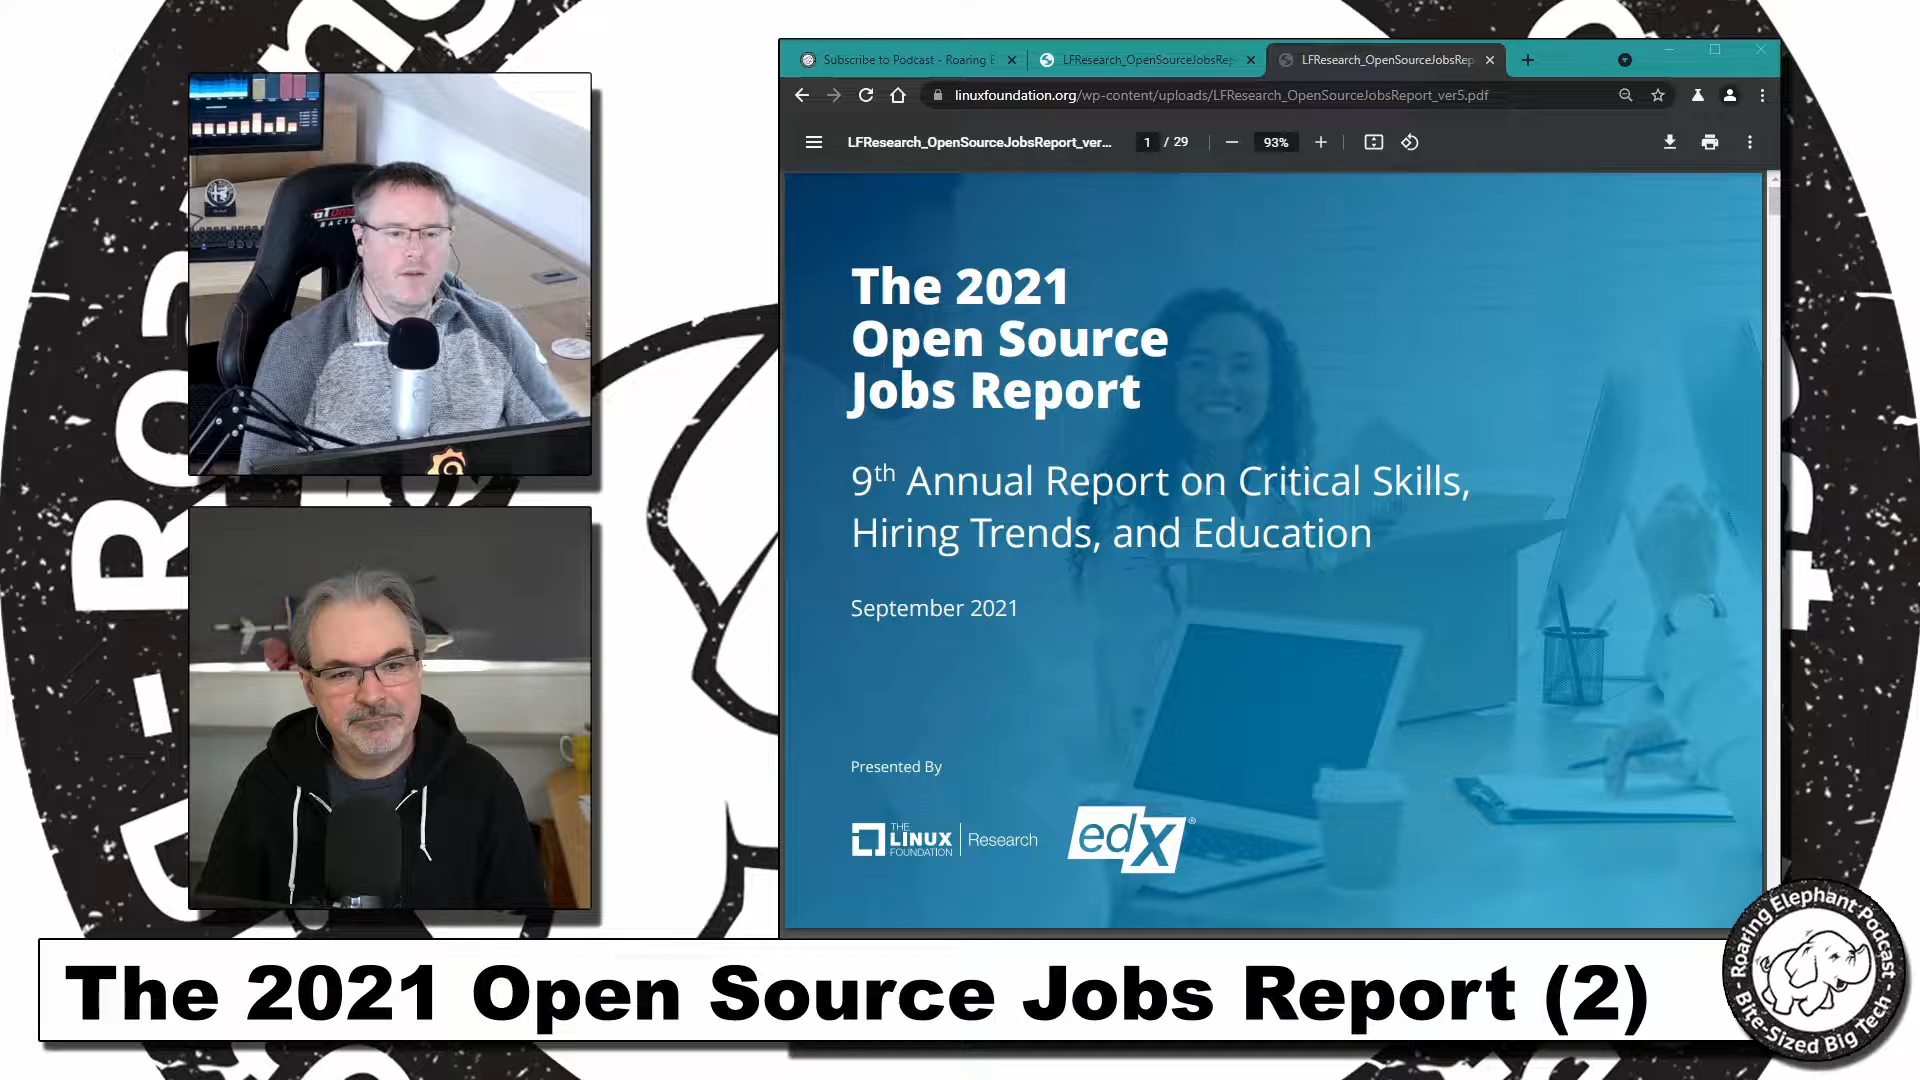 Subscribe to Podcast - Roaring E
LFResearch_OpenSourceJobsRe
LFResearch_OpenSourceJobsRep
linuxfoundation.org/wp-content/uploads/LFResearch_OpenSourceJobsReport_ver5.pdf
LFResearch_OpenSourceJobsReport_ver...
1 / 29
93%
The 2021
Open Source
Jobs Report
9th Annual Report on Critical Skills,
Hiring Trends, and Education
September 2021
Presented By
THE
LINUX
FOUNDATION
Research
edX®
RACING
The 2021 Open Source Jobs Report (2)
Roaring Elephant Podcast
- Bite-Sized Big Tech -